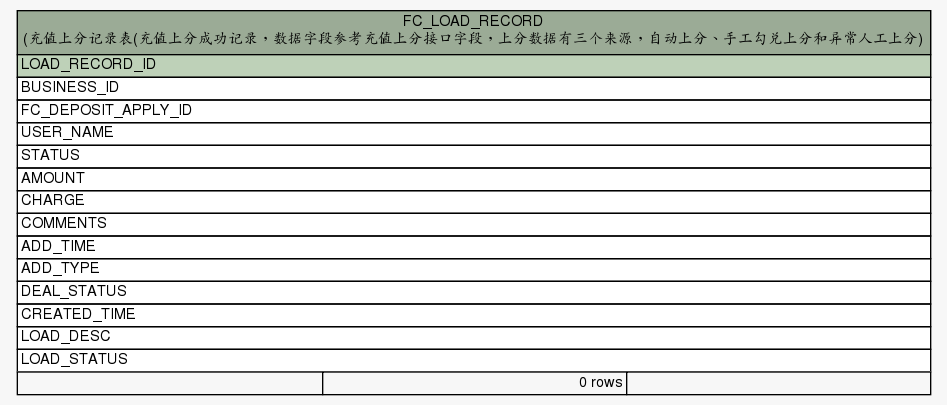 FC_LOAD_RECORD
(充值上分记录表(充值上分成功记录，数据字段参考充值上分接口字段，上分数据有三个来源，自动上分、手工勾兑上分和异常人工上分)
LOAD_RECORD_ID
BUSINESS_ID
FC_DEPOSIT_APPLY_ID
USER_NAME
STATUS
AMOUNT
CHARGE
COMMENTS
ADD_TIME
ADD_TYPE
DEAL_STATUS
CREATED_TIME
LOAD_DESC
LOAD_STATUS
0 rows